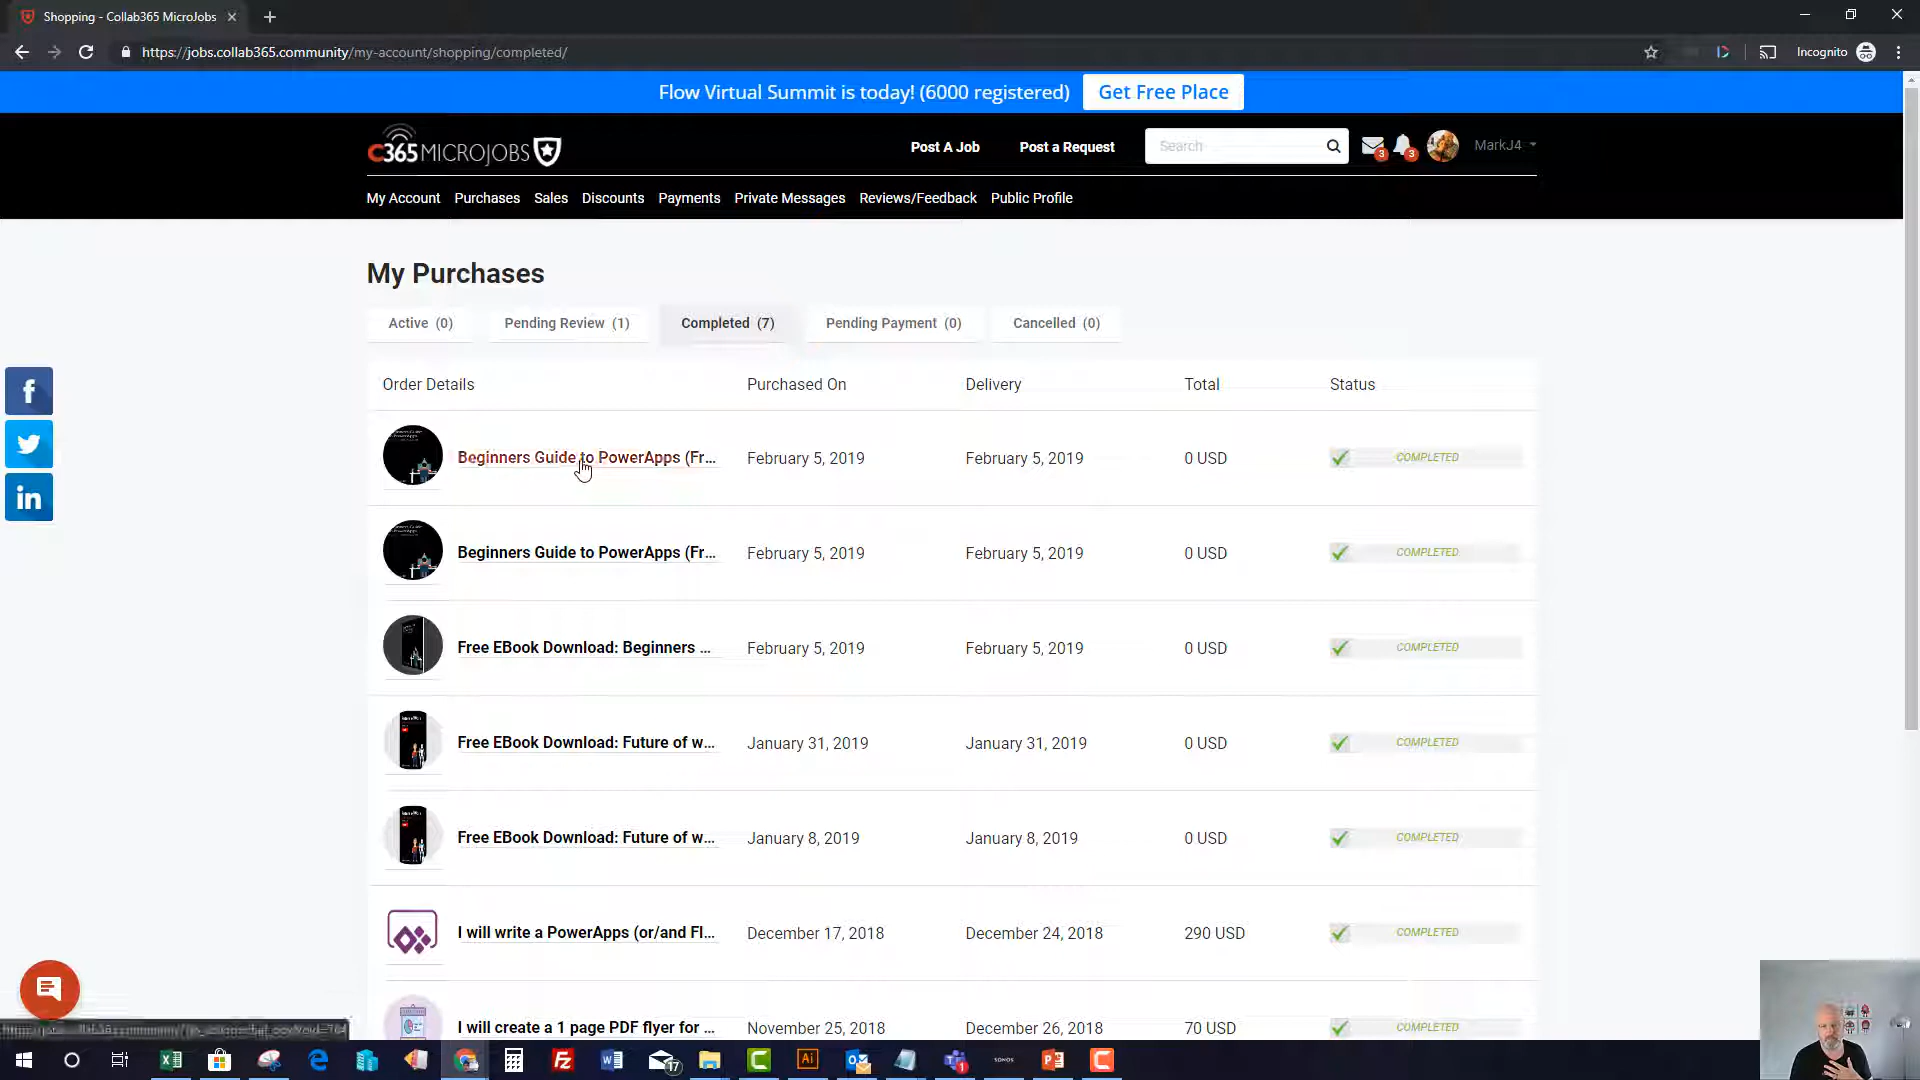 Shopping - Collab365 MicroJobs
https://jobs.collab365.community/my-account/shopping/completed/
Incognito
Flow Virtual Summit is today! (6000 registered)
Get Free Place
C365MICROJOBS
Post A Job
Post a Request
Search
3
3
MarkJ4
My Account
Purchases
Sales
Discounts
Payments
Private Messages
Reviews/Feedback
Public Profile
My Purchases
Active (0)
Pending Review (1)
Completed (7)
Pending Payment (0)
Cancelled (0)
Order Details
Purchased On
Delivery
Total
Status
Beginners Guide to PowerApps (Fr...
February 5, 2019
February 5, 2019
0 USD
COMPLETED
Beginners Guide to PowerApps (Fr...
February 5, 2019
February 5, 2019
0 USD
COMPLETED
Free EBook Download: Beginners ...
February 5, 2019
February 5, 2019
0 USD
COMPLETED
Free EBook Download: Future of w...
January 31, 2019
January 31, 2019
0 USD
COMPLETED
Free EBook Download: Future of w...
January 8, 2019
January 8, 2019
0 USD
COMPLETED
I will write a PowerApps (or/and Fl...
December 17, 2018
December 24, 2018
290 USD
COMPLETED
I will create a 1 page PDF flyer for ...
November 25, 2018
December 26, 2018
70 USD
COMPLETED
17
SONOS
1